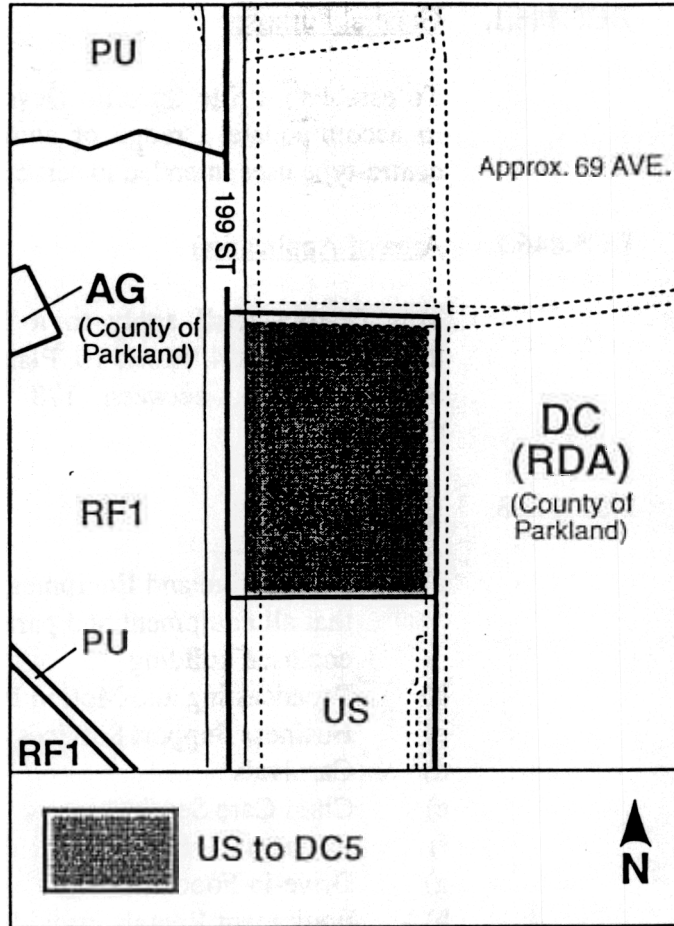 PU
Approx. 69 AVE.
199 ST
AG
(County of
Parkland)
DC
(RDA)
(County of
Parkland)
RF1
PU
US
RF1
US to DC5
N